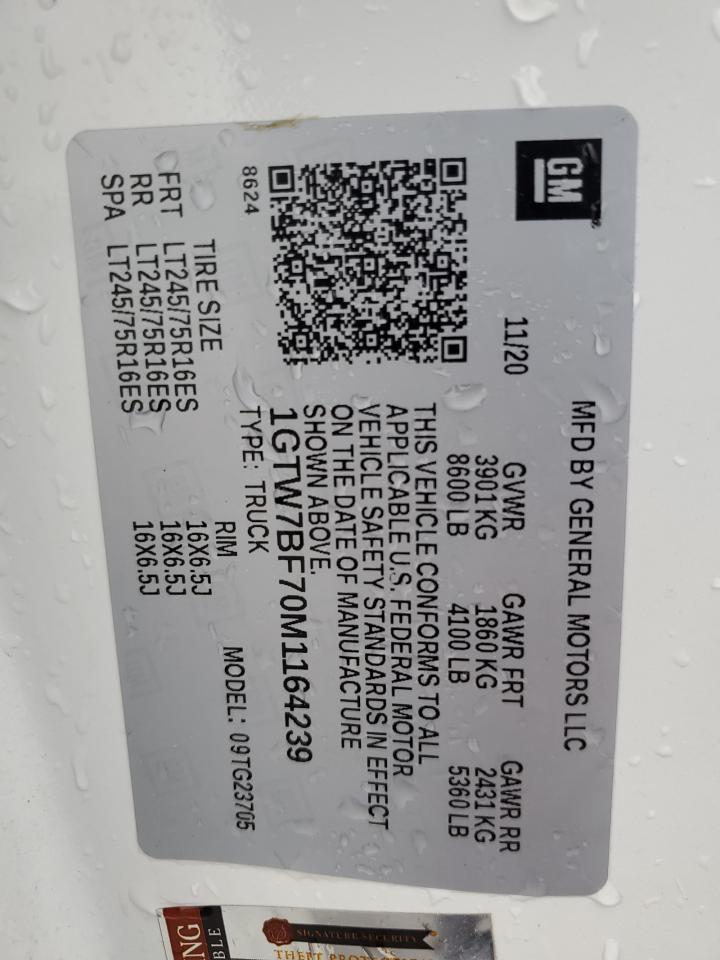 GM
MFD BY GENERAL MOTORS LLC
11/20
GVWR GAWR FRT GAWR RR
3901 KG 1860 KG 2431 KG
8600 LB 4100 LB 5360 LB
THIS VEHICLE CONFORMS TO ALL
APPLICABLE U.S. FEDERAL MOTOR
VEHICLE SAFETY STANDARDS IN EFFECT
ON THE DATE OF MANUFACTURE
SHOWN ABOVE.
1GTW7BF70M1164239
8624
TYPE: TRUCK MODEL: 09TG23705
TIRE SIZE RIM
FRT LT245/75R16ES 16X6.5J
RR LT245/75R16ES 16X6.5J
SPA LT245/75R16ES 16X6.5J
SIGNATURE SECURITY
THEFT